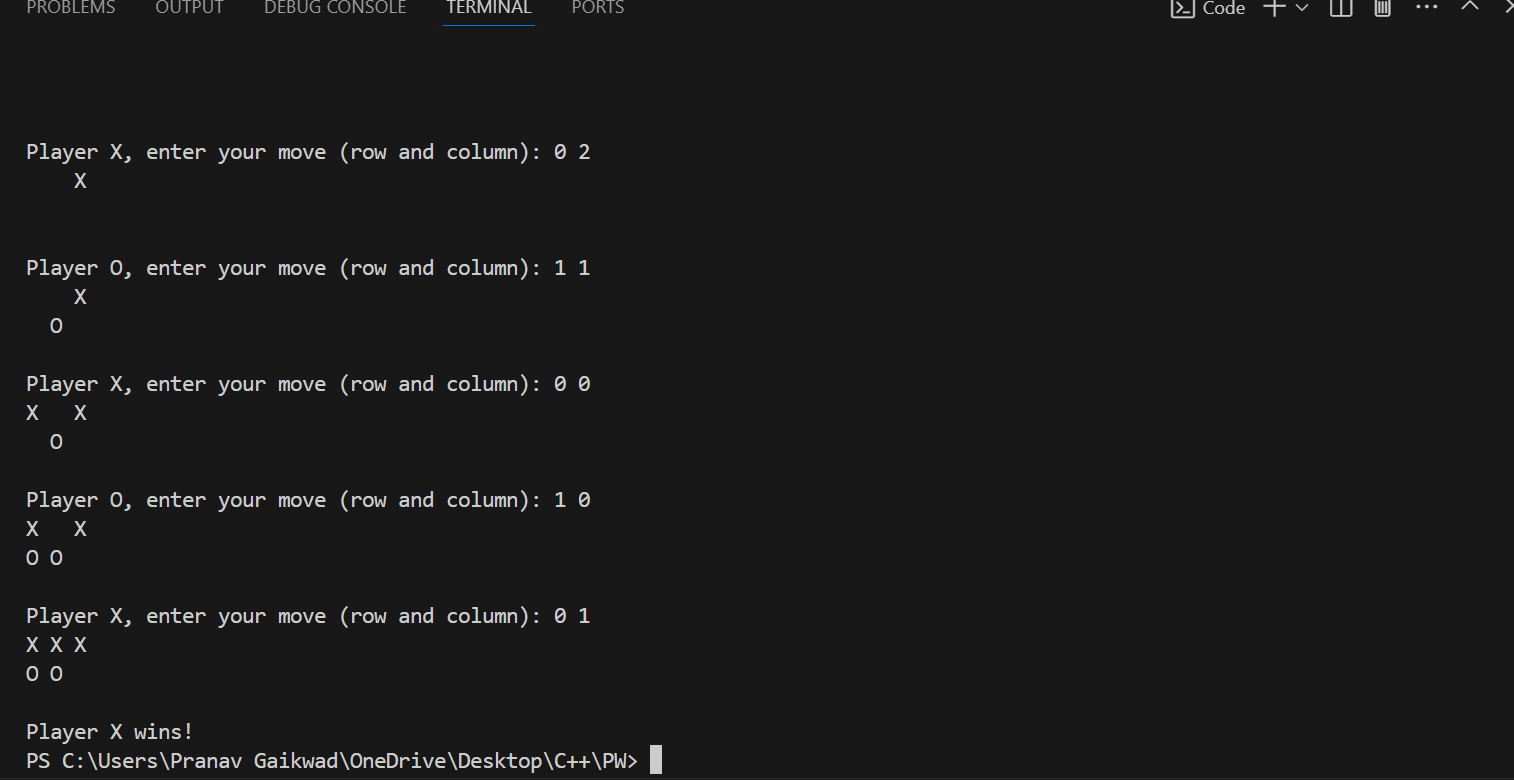 PROBLEMS OUTPUT DEBUG CONSOLE TERMINAL PORTS Code
Player X, enter your move (row and column): 0 2
    X
Player O, enter your move (row and column): 1 1
    X
  O
Player X, enter your move (row and column): 0 0
X   X
  O
Player O, enter your move (row and column): 1 0
X   X
O O
Player X, enter your move (row and column): 0 1
X X X
O O
Player X wins!
PS C:\Users\Pranav Gaikwad\OneDrive\Desktop\C++\PW>